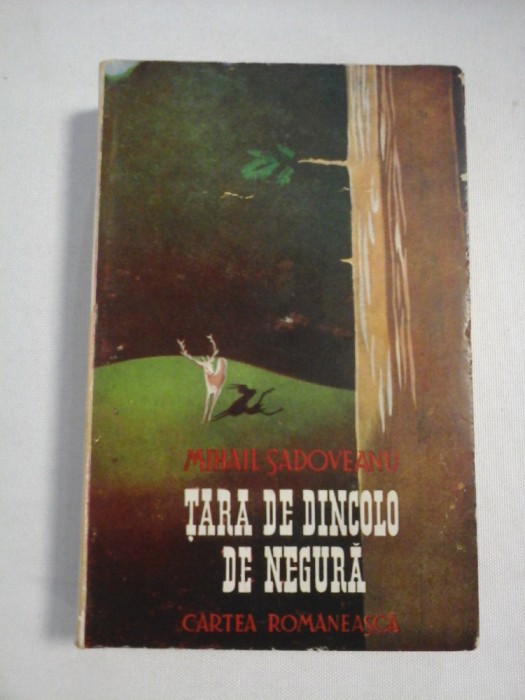 MIHAIL SADOVEANU
ȚARA DE DINCOLO
DE NEGURĂ
CARTEA ROMANEASCĂ